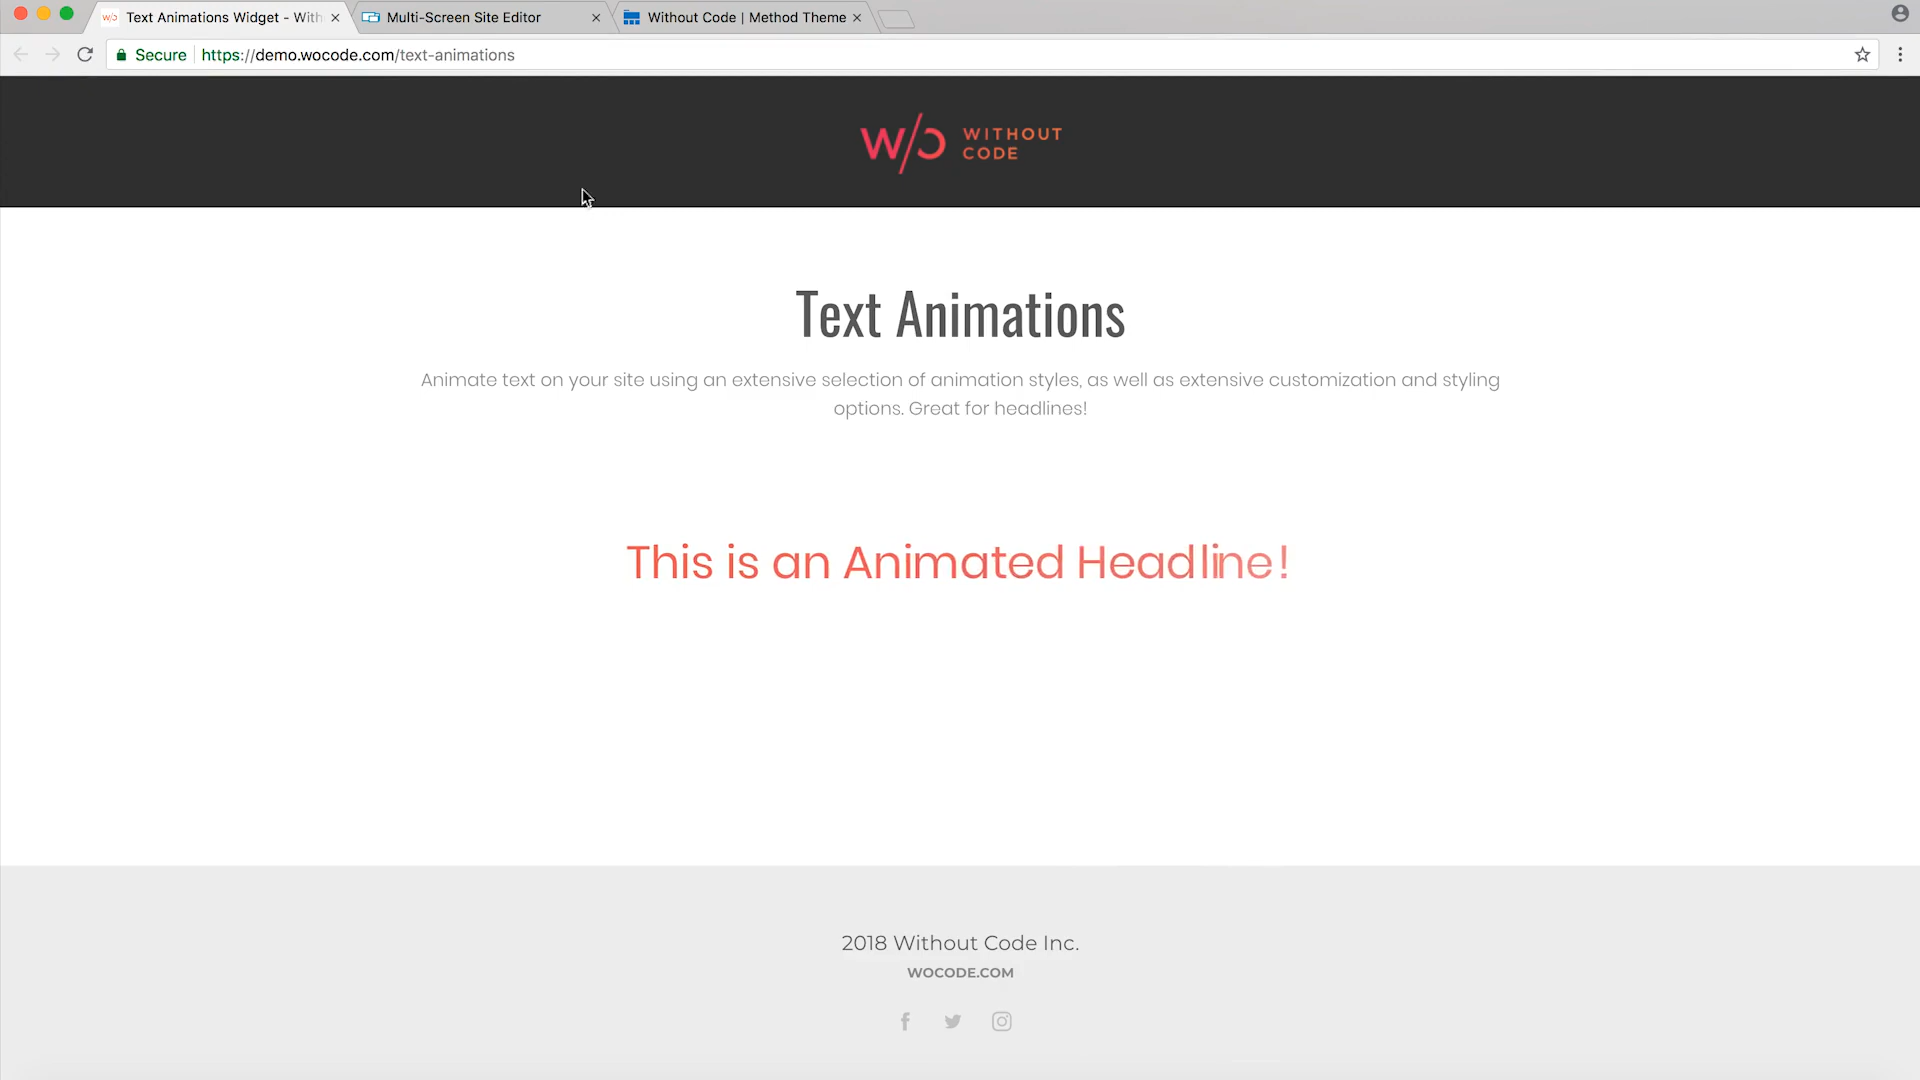 Text Animations Widget - With
Multi-Screen Site Editor
Without Code | Method Theme
Secure
https://demo.wocode.com/text-animations
W/C WITHOUT
CODE
Text Animations
Animate text on your site using an extensive selection of animation styles, as well as extensive customization and styling
options. Great for headlines!
This is an Animated Headline!
2018 Without Code Inc.
WOCODE.COM